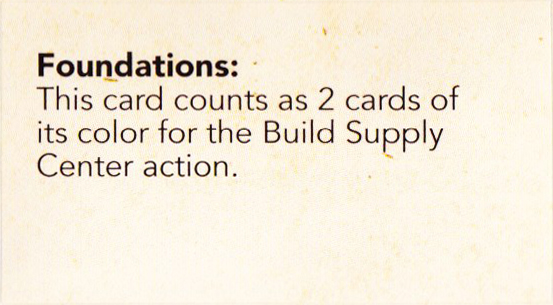 Foundations:
This card counts as 2 cards of
its color for the Build Supply
Center action.